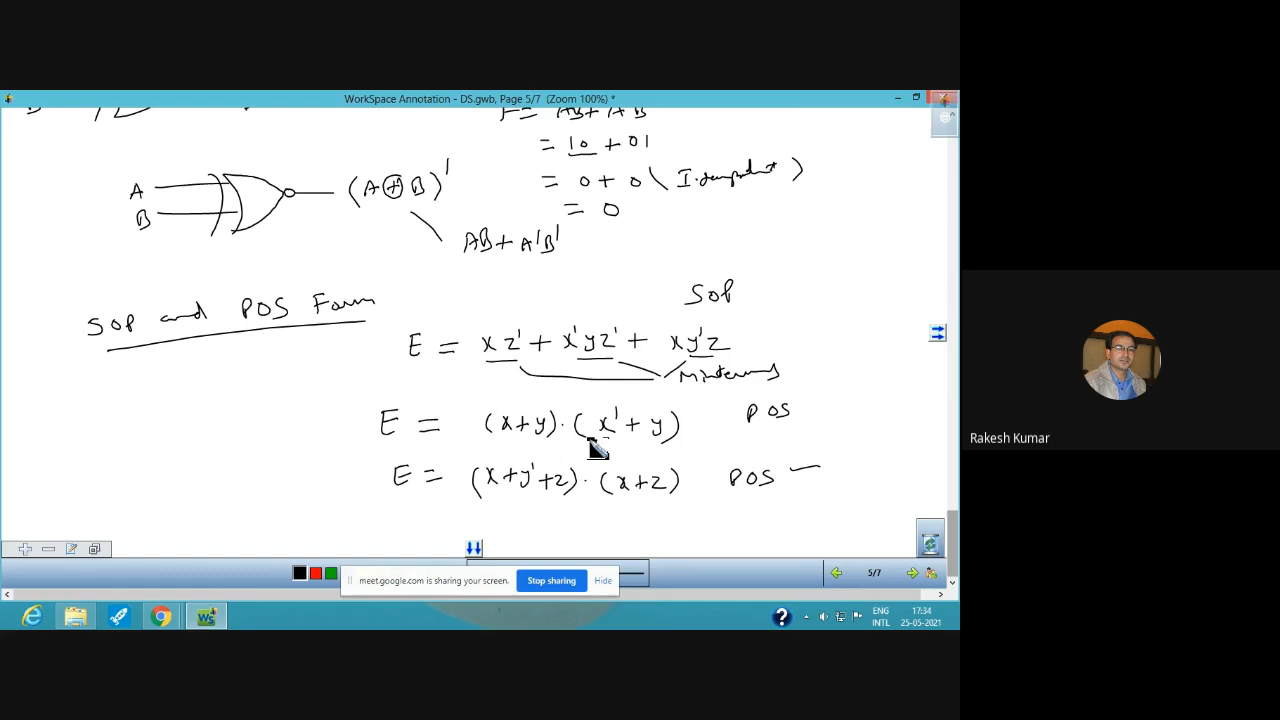 WorkSpace Annotation - DS.gwb, Page 5/7 (Zoom 100%) *
= 10 + 01
= 0 + 0
= 0
A
B
(A ⊕ B)'
AB + A'B'
SOP and POS Form
SOP
E = xz' + x'yz' + xy'z
Minterms
E = (x+y)·(x'+y) POS
E = (x+y'+z)·(x+z) POS
Rakesh Kumar
5/7
meet.google.com is sharing your screen. Stop sharing Hide
ENG 17:34
INTL 25-05-2021